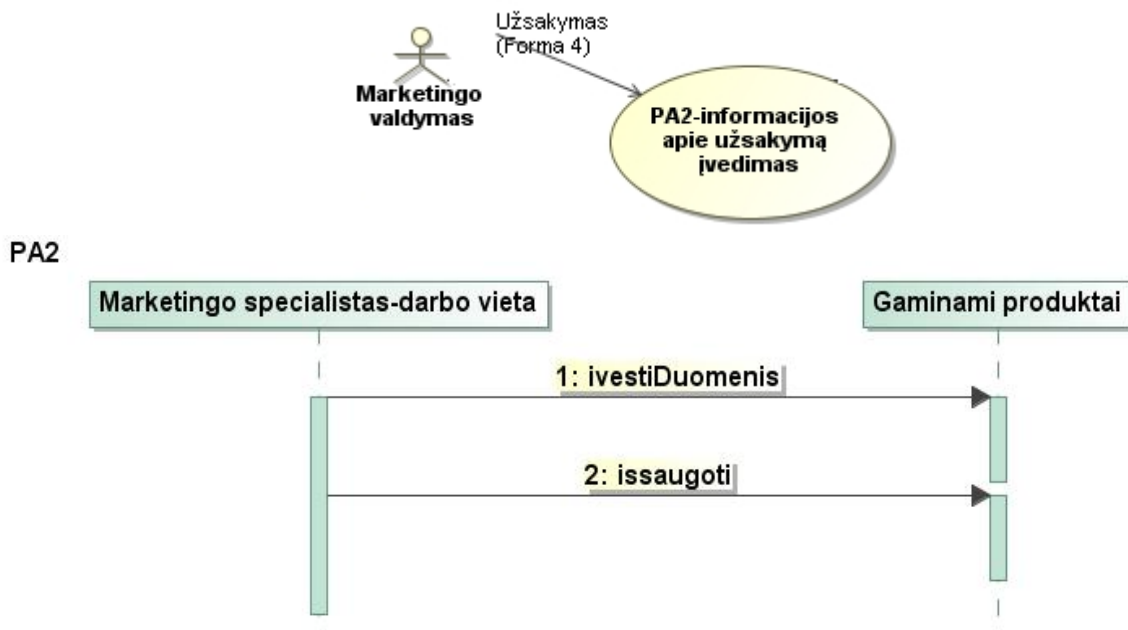 Užsakymas
(Forma 4)
Marketingo
valdymas
PA2-informacijos
apie užsakymą
įvedimas
PA2
Marketingo specialistas-darbo vieta
Gaminami produktai
1: ivestiDuomenis
2: issaugoti